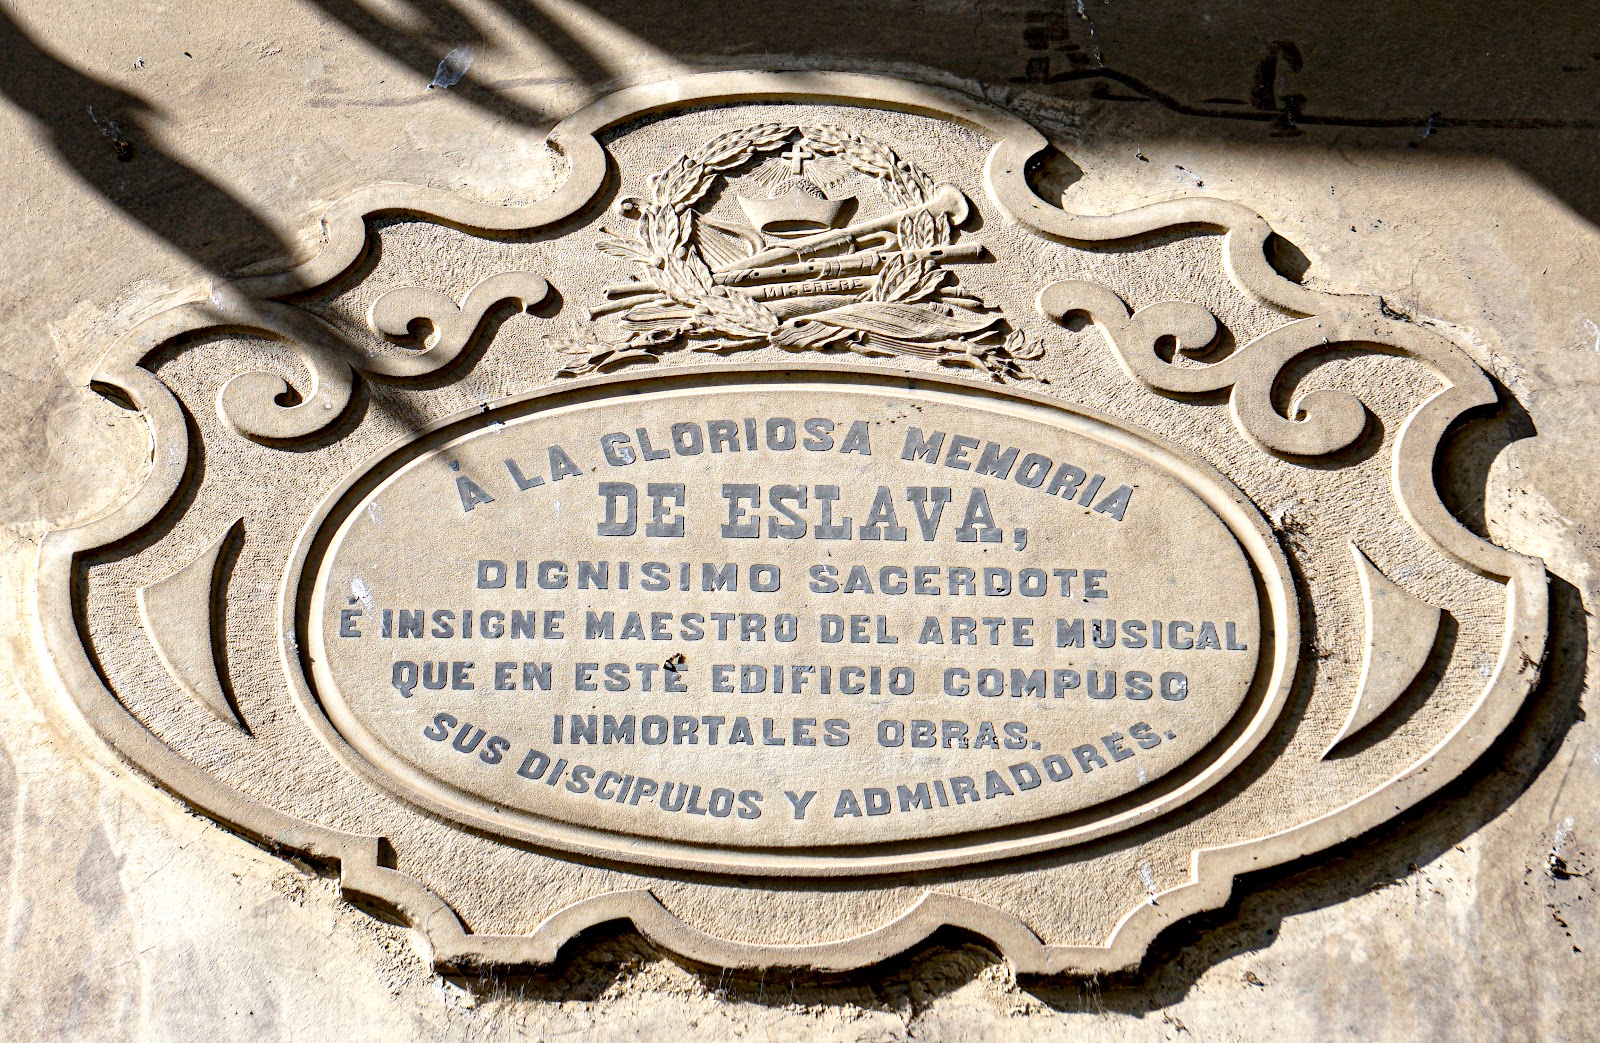 MISERERE
Á LA GLORIOSA MEMORIA
DE ESLAVA,
DIGNISIMO SACERDOTE
É INSIGNE MAESTRO DEL ARTE MUSICAL
QUE EN ESTE EDIFICIO COMPUSO
INMORTALES OBRAS.
SUS DISCIPULOS Y ADMIRADORES.